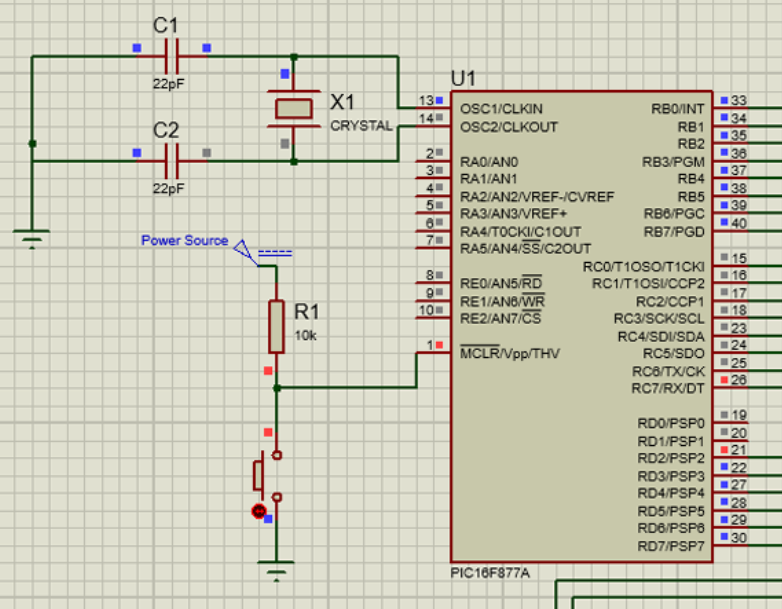 C1
22pF
C2
22pF
X1
CRYSTAL
Power Source
R1
10k
U1
13 OSC1/CLKIN
14 OSC2/CLKOUT
2 RA0/AN0
3 RA1/AN1
4 RA2/AN2/VREF-/CVREF
5 RA3/AN3/VREF+
6 RA4/T0CKI/C1OUT
7 RA5/AN4/SS/C2OUT
8 RE0/AN5/RD
9 RE1/AN6/WR
10 RE2/AN7/CS
1 MCLR/Vpp/THV
RB0/INT 33
RB1 34
RB2 35
RB3/PGM 36
RB4 37
RB5 38
RB6/PGC 39
RB7/PGD 40
RC0/T1OSO/T1CKI 15
RC1/T1OSI/CCP2 16
RC2/CCP1 17
RC3/SCK/SCL 18
RC4/SDI/SDA 23
RC5/SDO 24
RC6/TX/CK 25
RC7/RX/DT 26
RD0/PSP0 19
RD1/PSP1 20
RD2/PSP2 21
RD3/PSP3 22
RD4/PSP4 27
RD5/PSP5 28
RD6/PSP6 29
RD7/PSP7 30
PIC16F877A